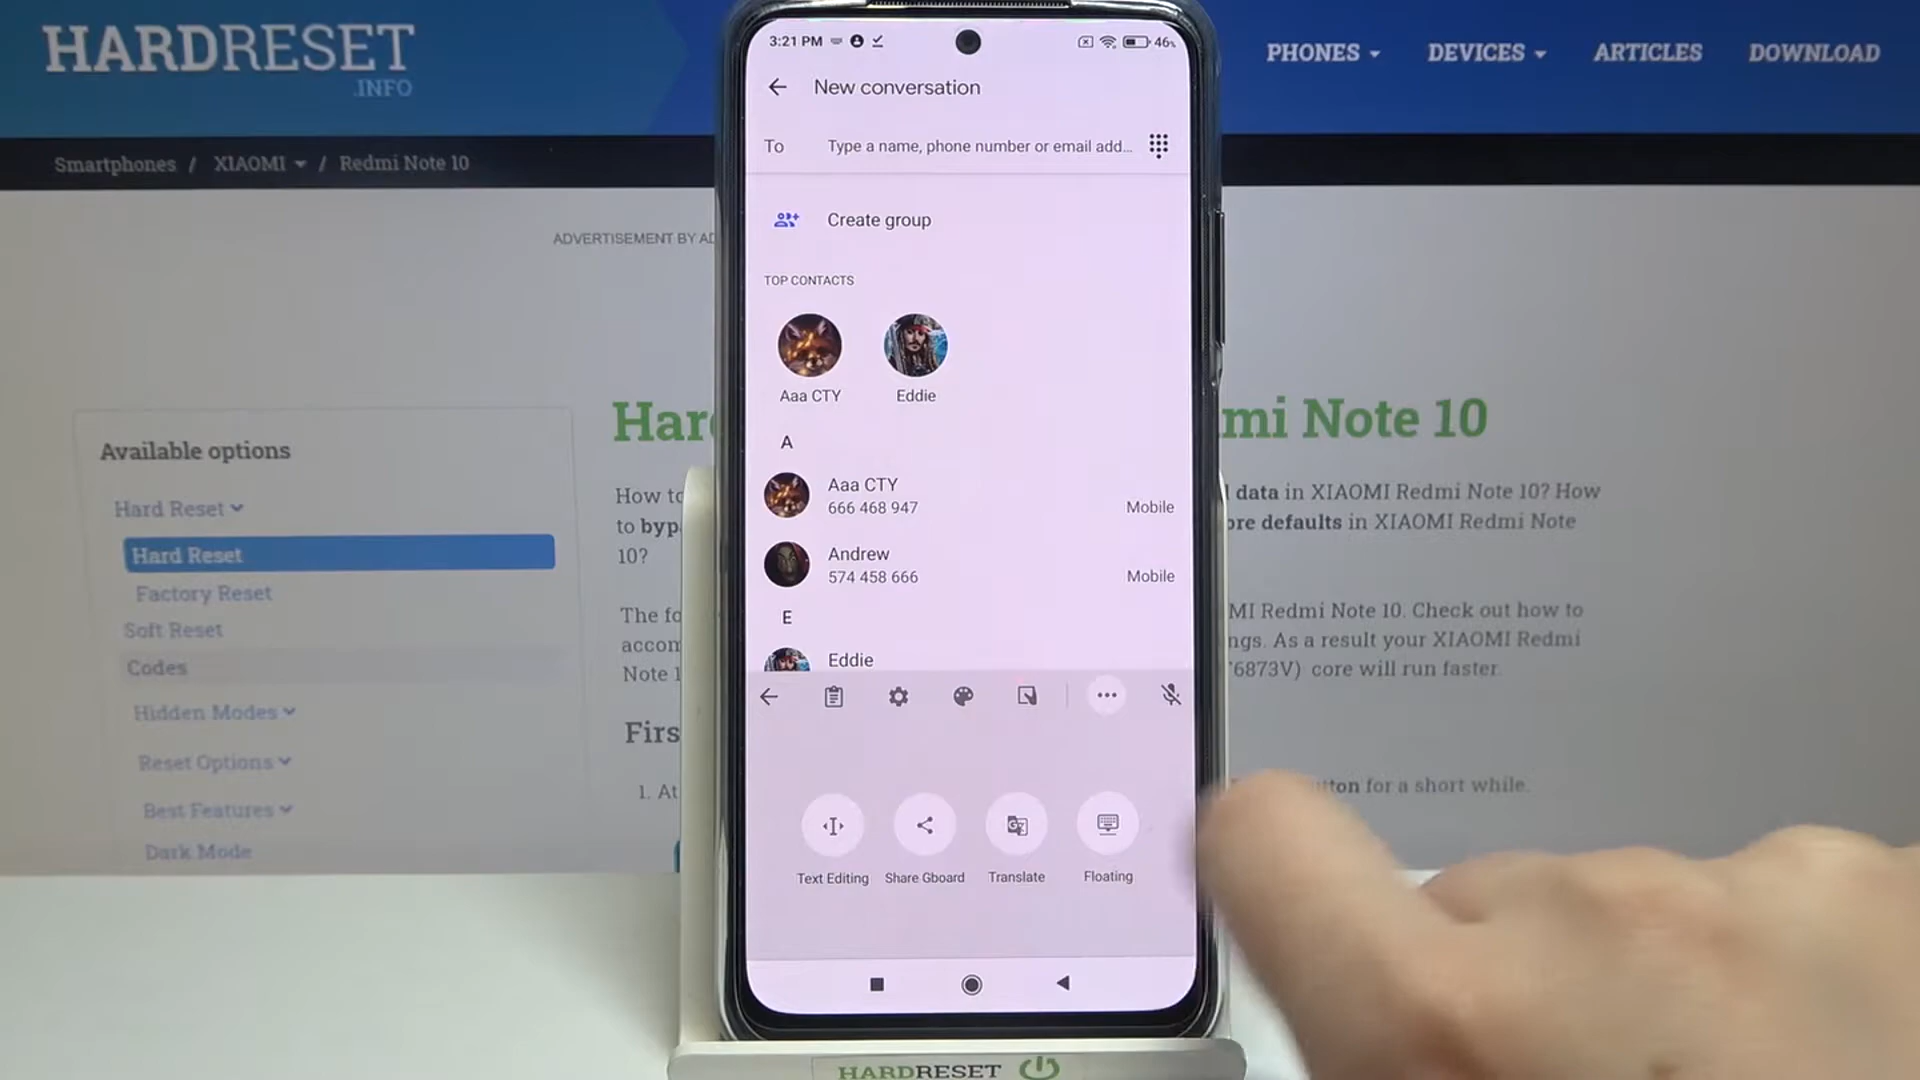 HARDRESET
.INFO
PHONES
DEVICES
ARTICLES
DOWNLOAD
Smartphones / XIAOMI / Redmi Note 10
ADVERTISEMENT BY
Available options
Hard Reset
Hard Reset
Factory Reset
Soft Reset
Codes
Hidden Modes
Reset Options
Best Features
Dark Mode
mi Note 10
How to
data in XIAOMI Redmi Note 10? How
to
defaults in XIAOMI Redmi Note
10?
The
MI Redmi Note 10. Check out how to
ngs. As a result your XIAOMI Redmi
Note 1
6873V) core will run faster.
1. At
for a short while.
3:21 PM
46%
New conversation
To
Type a name, phone number or email add...
Create group
TOP CONTACTS
Aaa CTY
Eddie
A
Aaa CTY
666 468 947
Mobile
Andrew
574 458 666
Mobile
E
Eddie
Text Editing
Share Gboard
Translate
Floating
HARDRESET